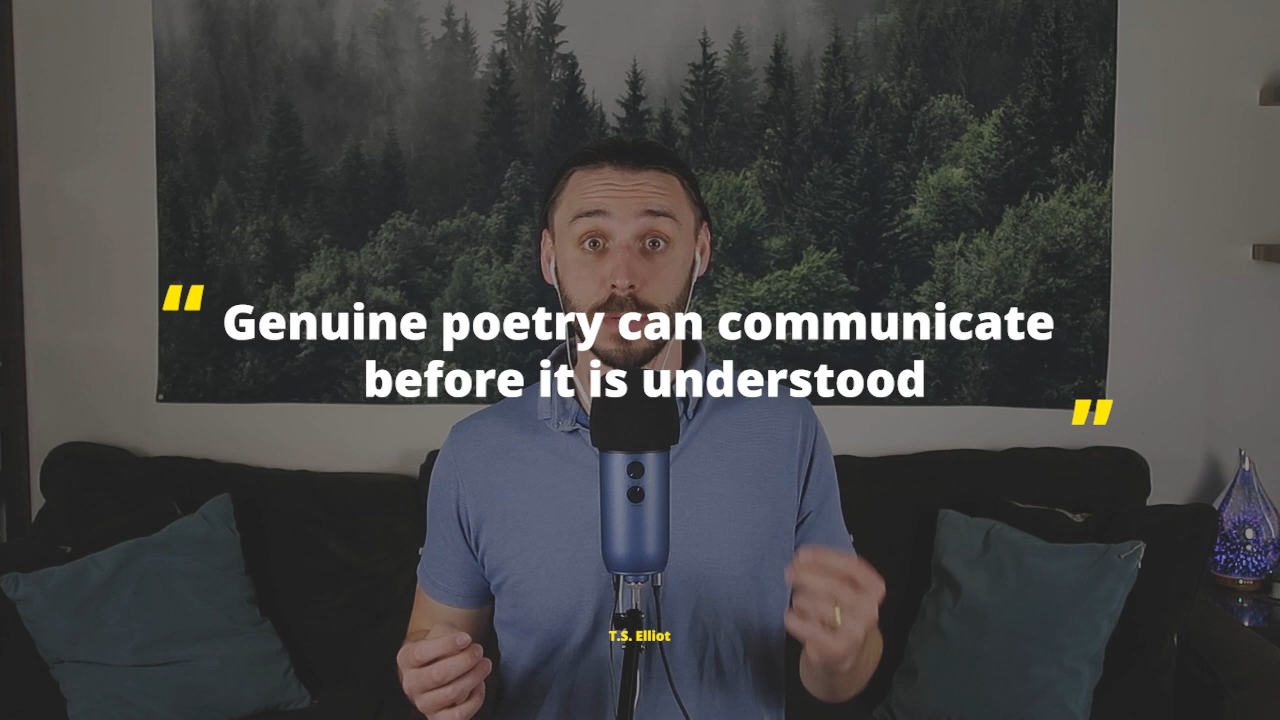 “ Genuine poetry can communicate
before it is understood ”
T.S. Elliot